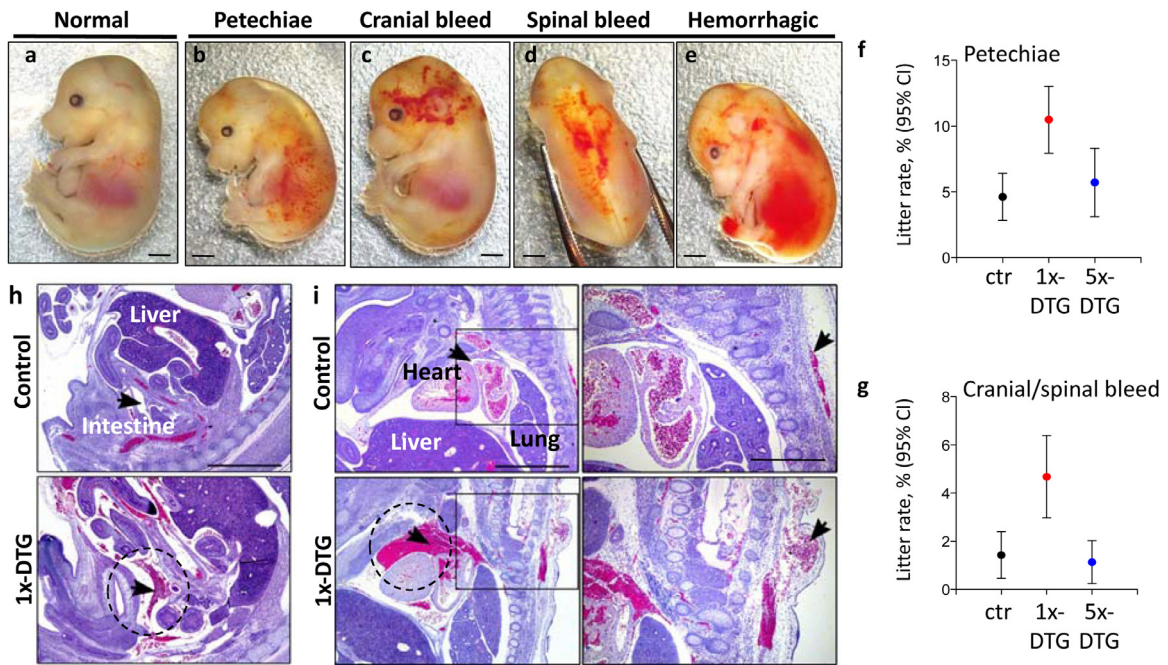 Normal
Petechiae
Cranial bleed
Spinal bleed
Hemorrhagic
a
b
c
d
e
f
Petechiae
Litter rate, % (95% CI)
15
10
5
0
ctr
1x-
DTG
5x-
DTG
g
Cranial/spinal bleed
Litter rate, % (95% CI)
8
6
4
2
0
ctr
1x-
DTG
5x-
DTG
h
Control
Liver
Intestine
1x-DTG
i
Control
Heart
Liver
Lung
1x-DTG